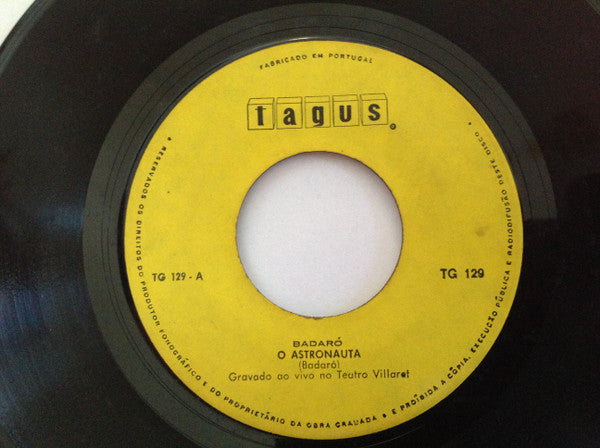 FABRICADO EM PORTUGAL
tagus
TG 129 - A
TG 129
BADARÓ
O ASTRONAUTA
(Badaró)
Gravado ao vivo no Teatro Villaret
• RESERVADOS OS DIREITOS DO PRODUTOR FONOGRÁFICO E DO PROPRIETÁRIO DA OBRA GRAVADA • E PROÍBIDA A CÓPIA, EXECUÇÃO PÚBLICA E RADIODIFUSÃO DESTE DISCO •